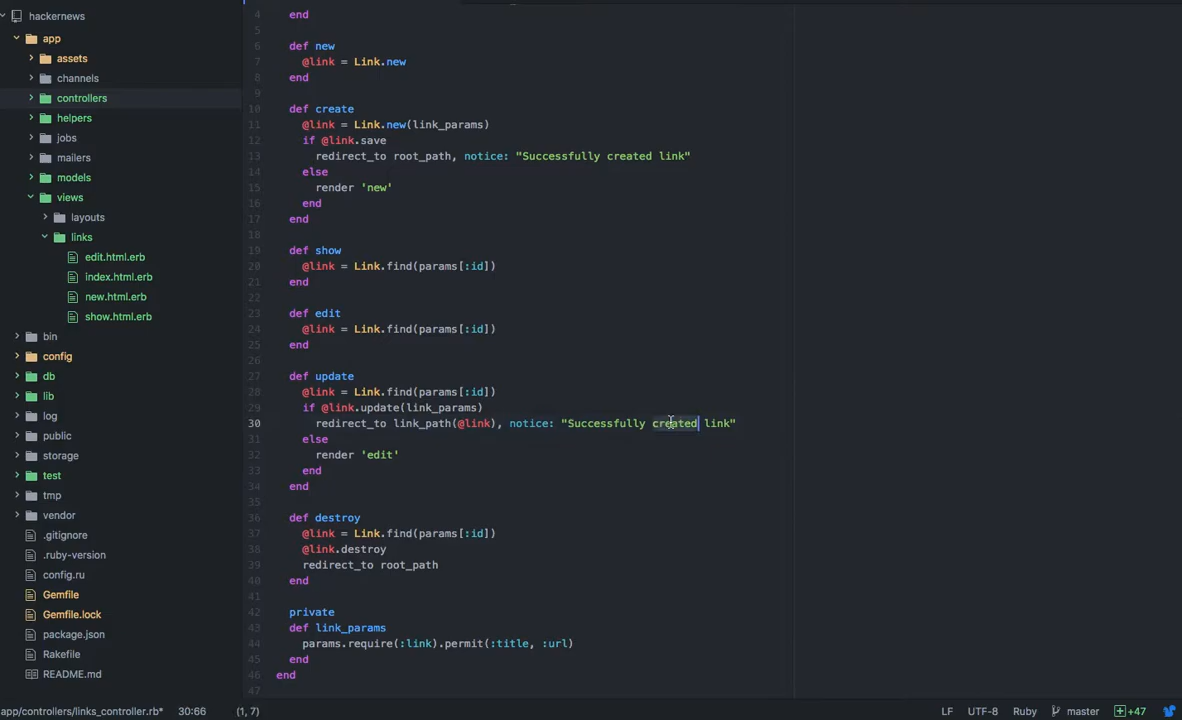 hackernews
app
assets
channels
controllers
helpers
jobs
mailers
models
views
layouts
links
edit.html.erb
index.html.erb
new.html.erb
show.html.erb
bin
config
db
lib
log
public
storage
test
tmp
vendor
.gitignore
.ruby-version
config.ru
Gemfile
Gemfile.lock
package.json
Rakefile
README.md
4 end
5
6 def new
7 @link = Link.new
8 end
9
10 def create
11 @link = Link.new(link_params)
12 if @link.save
13 redirect_to root_path, notice: "Successfully created link"
14 else
15 render 'new'
16 end
17 end
18
19 def show
20 @link = Link.find(params[:id])
21 end
22
23 def edit
24 @link = Link.find(params[:id])
25 end
26
27 def update
28 @link = Link.find(params[:id])
29 if @link.update(link_params)
30 redirect_to link_path(@link), notice: "Successfully created link"
31 else
32 render 'edit'
33 end
34 end
35
36 def destroy
37 @link = Link.find(params[:id])
38 @link.destroy
39 redirect_to root_path
40 end
41
42 private
43 def link_params
44 params.require(:link).permit(:title, :url)
45 end
46 end
47
app/controllers/links_controller.rb* 30:66 (1, 7) LF UTF-8 Ruby master +47